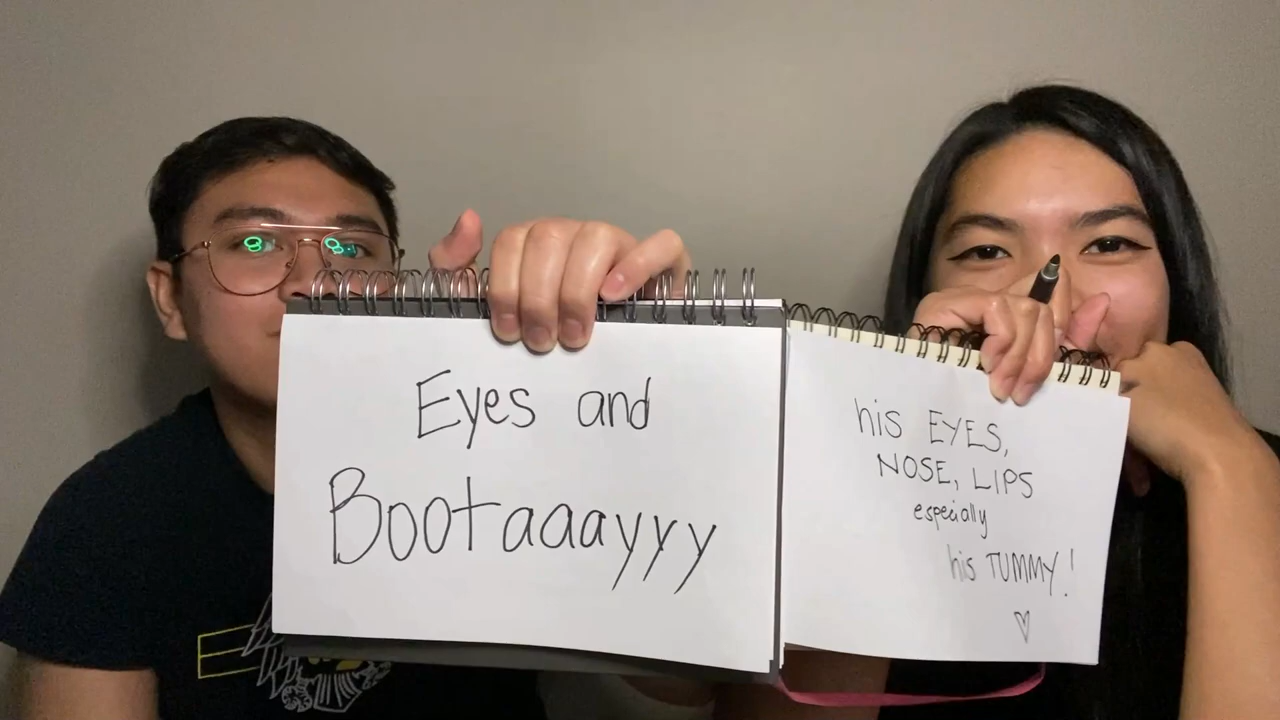 Eyes and
Bootaaayyy
his EYES,
NOSE, LIPS
especially
his TUMMY!